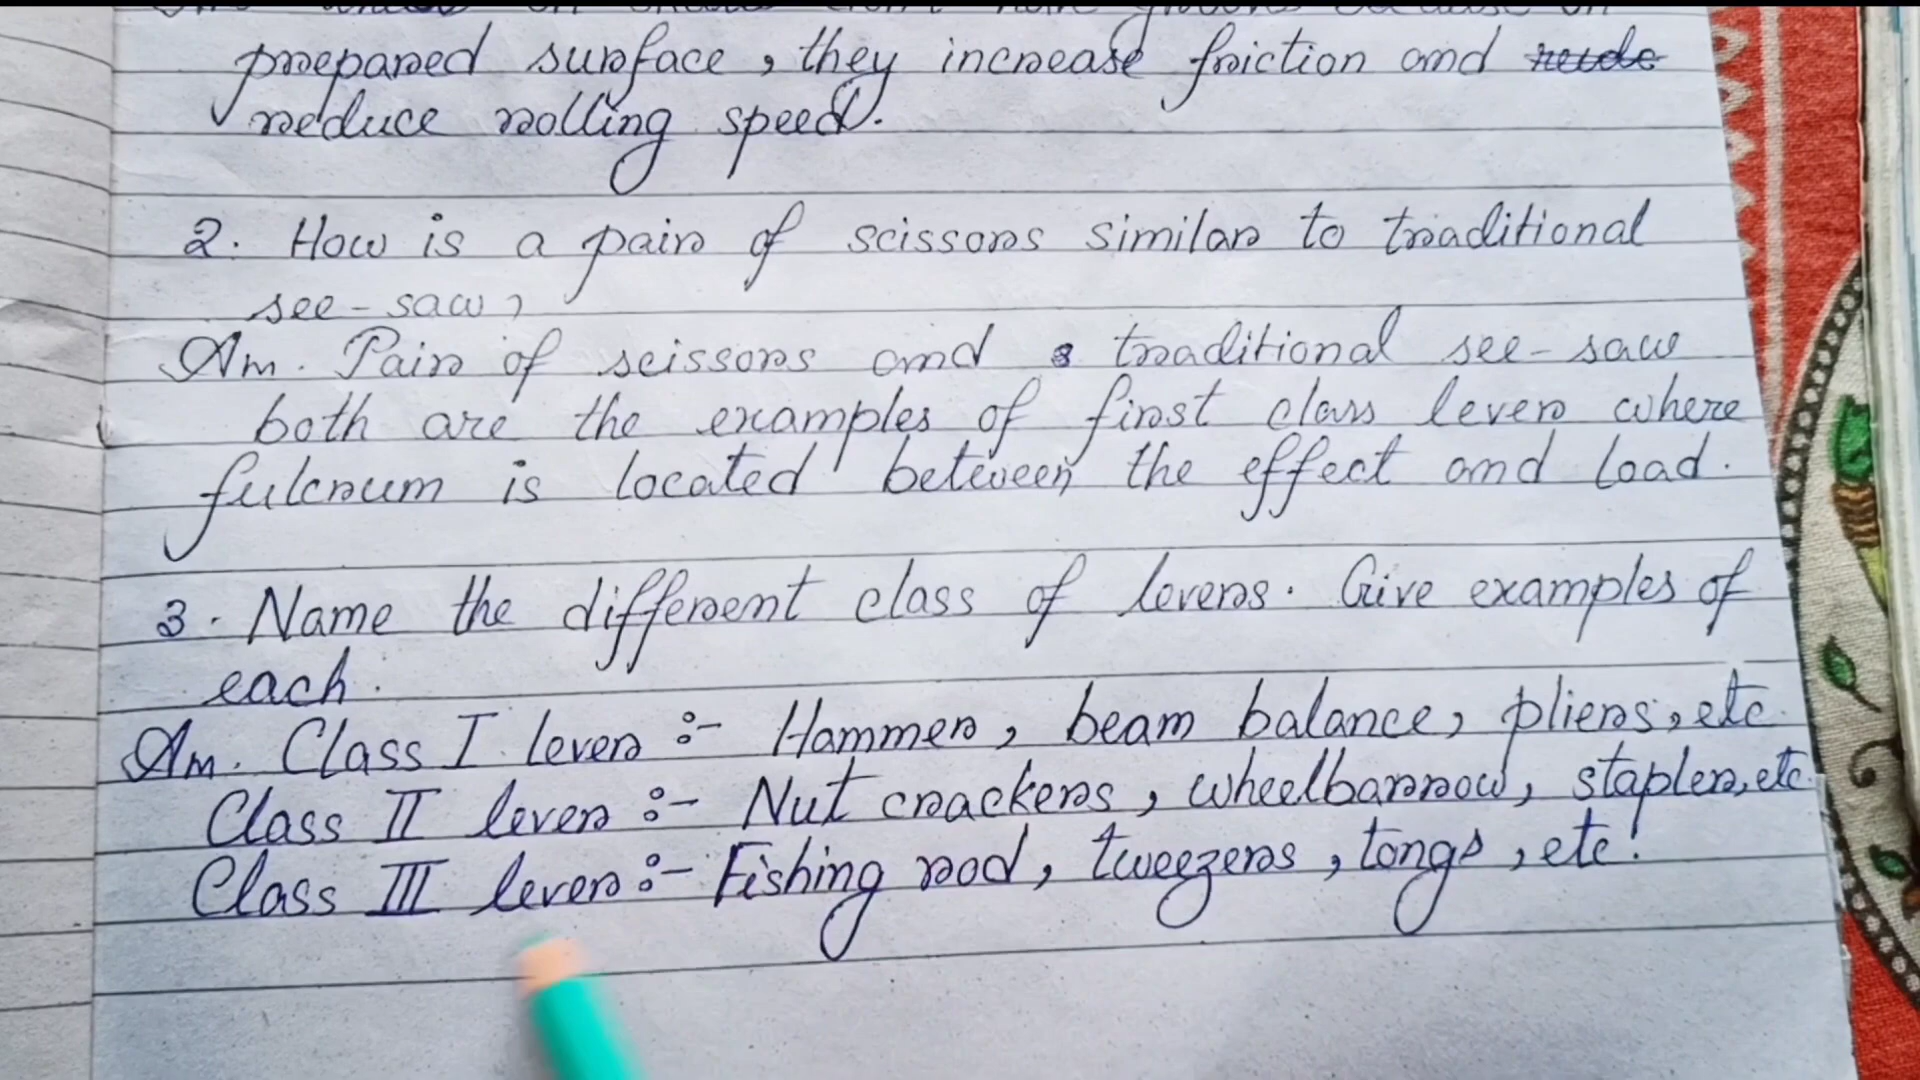 prepared surface, they increase friction and
reduce rolling speed.
2. How is a pair of scissors similar to traditional
see-saw?
Ans. Pair of scissors and traditional see-saw
both are the examples of first class lever where
fulcrum is located between the effect and load.
3. Name the different class of levers. Give examples of
each.
Ans. Class I lever :- Hammer, beam balance, pliers, etc.
Class II lever :- Nut crackers, wheelbarrow, stapler, etc.
Class III lever :- Fishing rod, tweezers, tongs, etc.